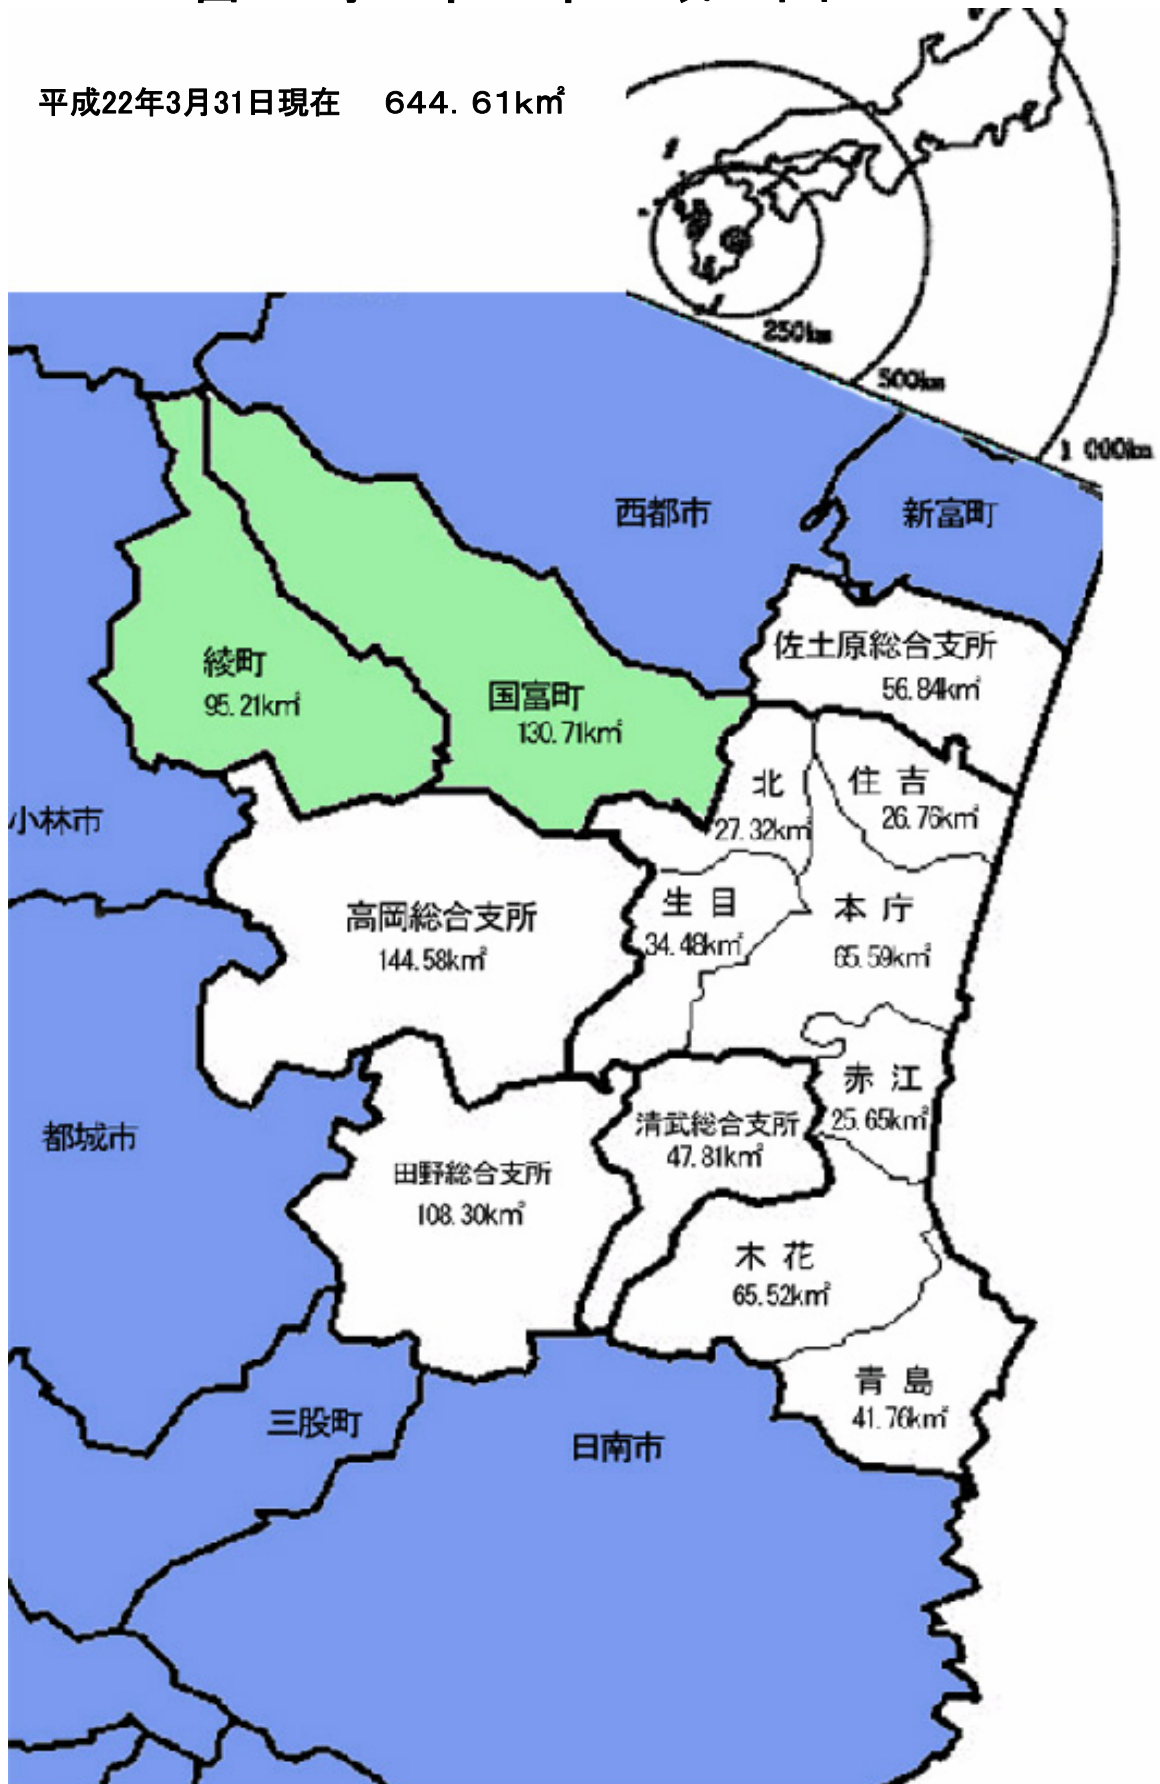 平成22年3月31日現在　644.61k㎡
250km
500km
1 000km
西都市
新富町
佐土原総合支所
56.84k㎡
綾町
95.21k㎡
国富町
130.71k㎡
北
27.32k㎡
住吉
26.76k㎡
小林市
高岡総合支所
144.58k㎡
生目
34.48k㎡
本庁
65.59k㎡
赤江
25.65k㎡
都城市
清武総合支所
47.81k㎡
田野総合支所
108.30k㎡
木花
65.52k㎡
青島
41.76k㎡
三股町
日南市